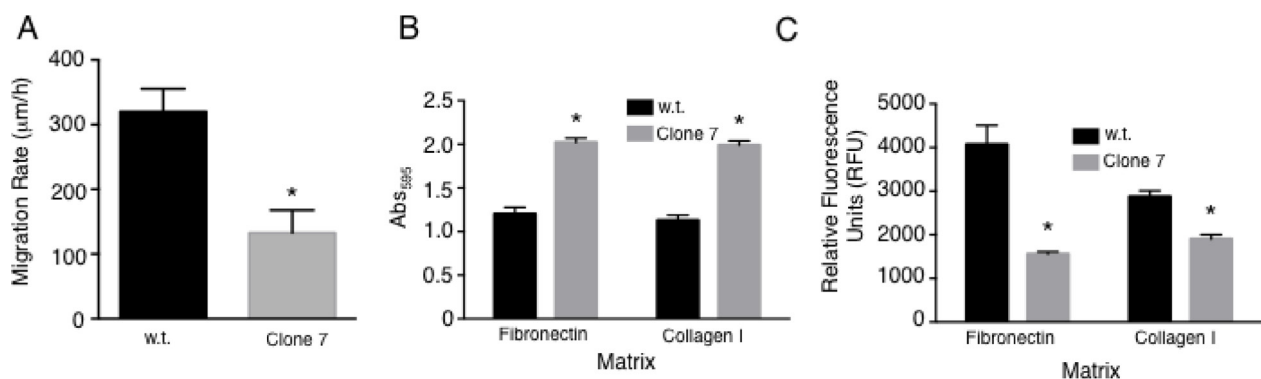 A
Migration Rate (μm/h)
400
300
200
100
0
*
w.t.
Clone 7
B
Abs595
2.5
2.0
1.5
1.0
0.5
0.0
w.t.
Clone 7
*
*
Fibronectin
Collagen I
Matrix
C
Relative Fluorescence
Units (RFU)
5000
4000
3000
2000
1000
0
w.t.
Clone 7
*
*
Fibronectin
Collagen I
Matrix